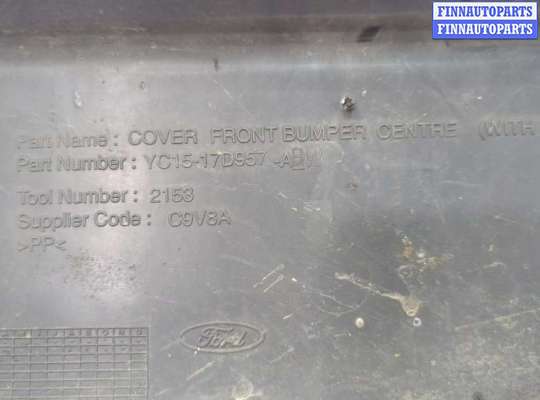 FINNAUTOPARTS
FINNAUTOPARTS
Part Name : COVER FRONT BUMPER CENTRE (WITH
Part Number : YC15-17D957
Tool Number : 2153
Supplier Code : C9V8A
>PP<
Ford